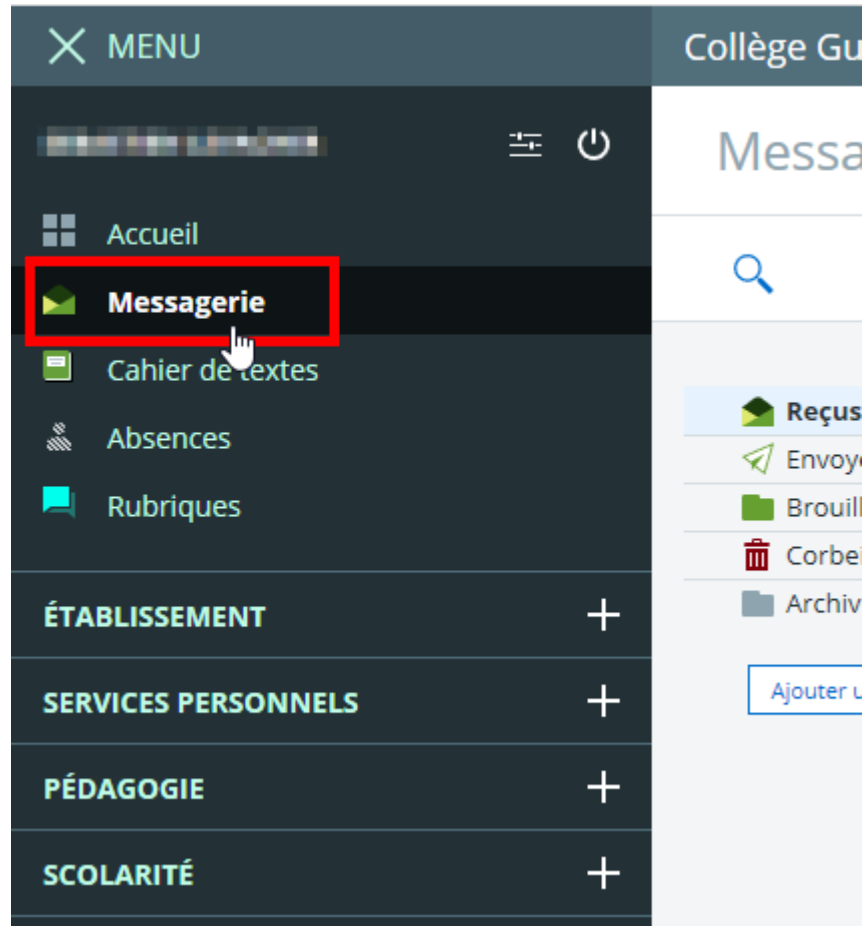 MENU
Collège Gu
Messa
Accueil
Messagerie
Cahier de textes
Absences
Rubriques
Reçus
Envoye
Brouill
Corbei
Archiv
Ajouter u
ÉTABLISSEMENT
SERVICES PERSONNELS
PÉDAGOGIE
SCOLARITÉ